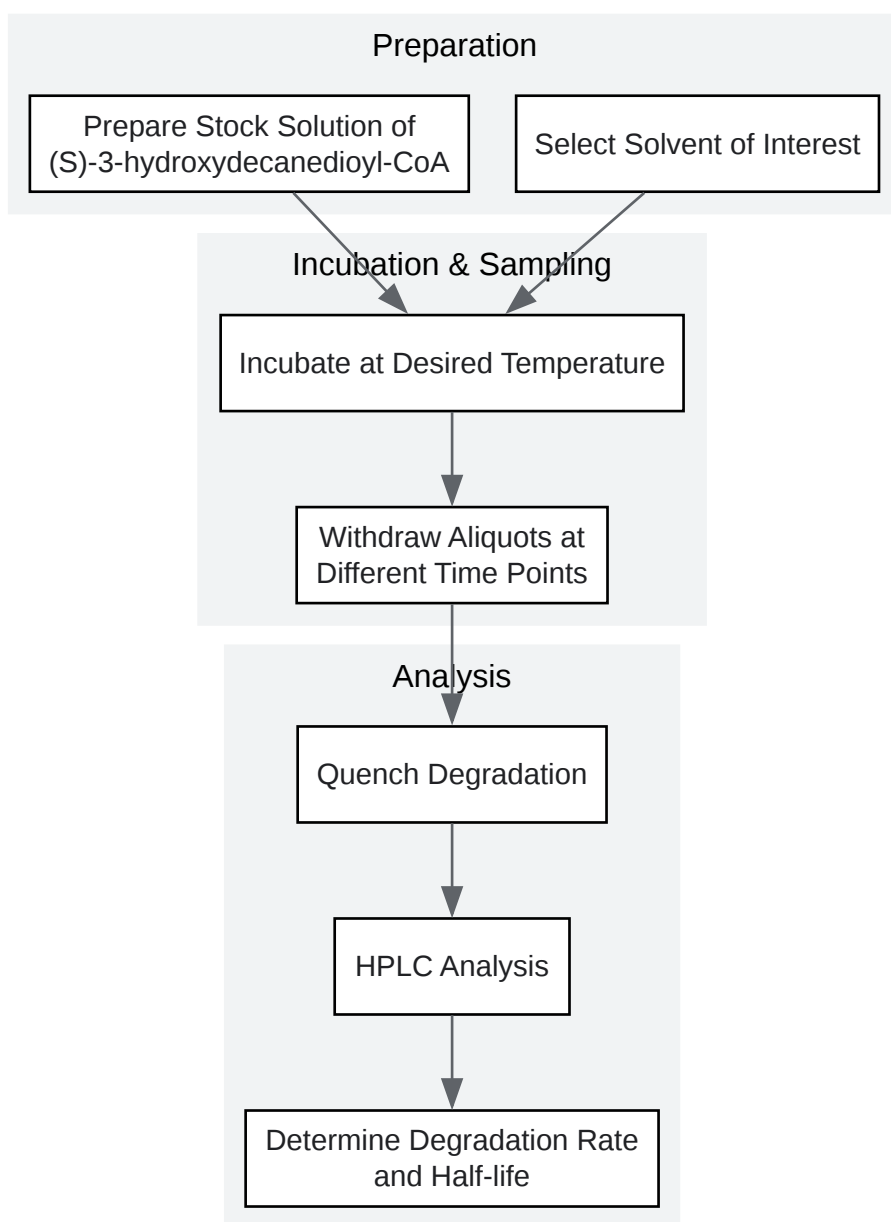 Preparation
Prepare Stock Solution of
(S)-3-hydroxydecanedioyl-CoA
Select Solvent of Interest
Incubation & Sampling
Incubate at Desired Temperature
Withdraw Aliquots at
Different Time Points
Analysis
Quench Degradation
HPLC Analysis
Determine Degradation Rate
and Half-life